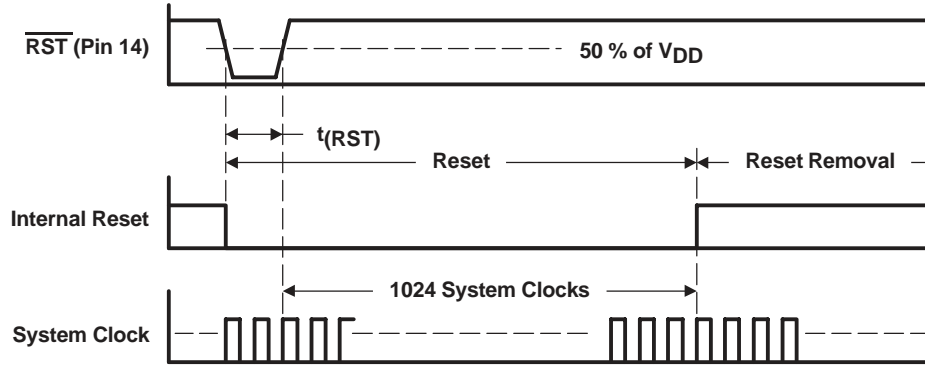 RST (Pin 14)
50 % of VDD
t(RST)
Reset
Reset Removal
Internal Reset
1024 System Clocks
System Clock